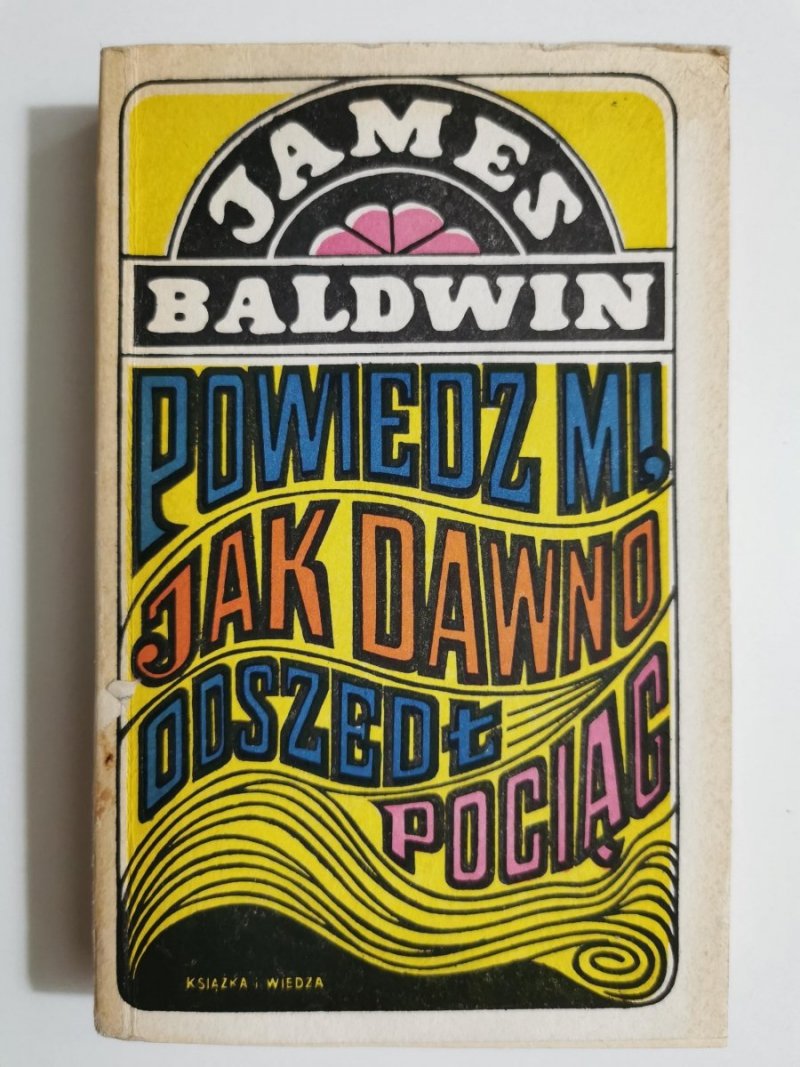 JAMES
BALDWIN
POWIEDZ MI,
JAK DAWNO
ODSZEDŁ
POCIĄG
KSIĄŻKA i WIEDZA